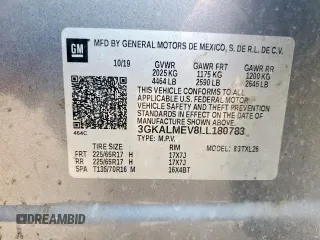 GM
MFD BY GENERAL MOTORS DE MEXICO, S. DE R.L. DE C.V.
10/19 GVWR GAWR FRT GAWR RR
2025 KG 1175 KG 1200 KG
4464 LB 2590 LB 2645 LB
THIS VEHICLE CONFORMS TO ALL APPLICABLE
U.S. FEDERAL MOTOR VEHICLE SAFETY, BUMPER,
AND THEFT PREVENTION STANDARDS IN EFFECT ON
THE DATE OF MANUFACTURE SHOWN ABOVE.
3GKALMEV8LL180783
464C TYPE: M.P.V. MODEL: 83TXL26
TIRE SIZE RIM
FRT 225/65R17 H 17X7J
RR 225/65R17 H 17X7J
SPA T135/70R16 M 16X4BT
© DREAMBID